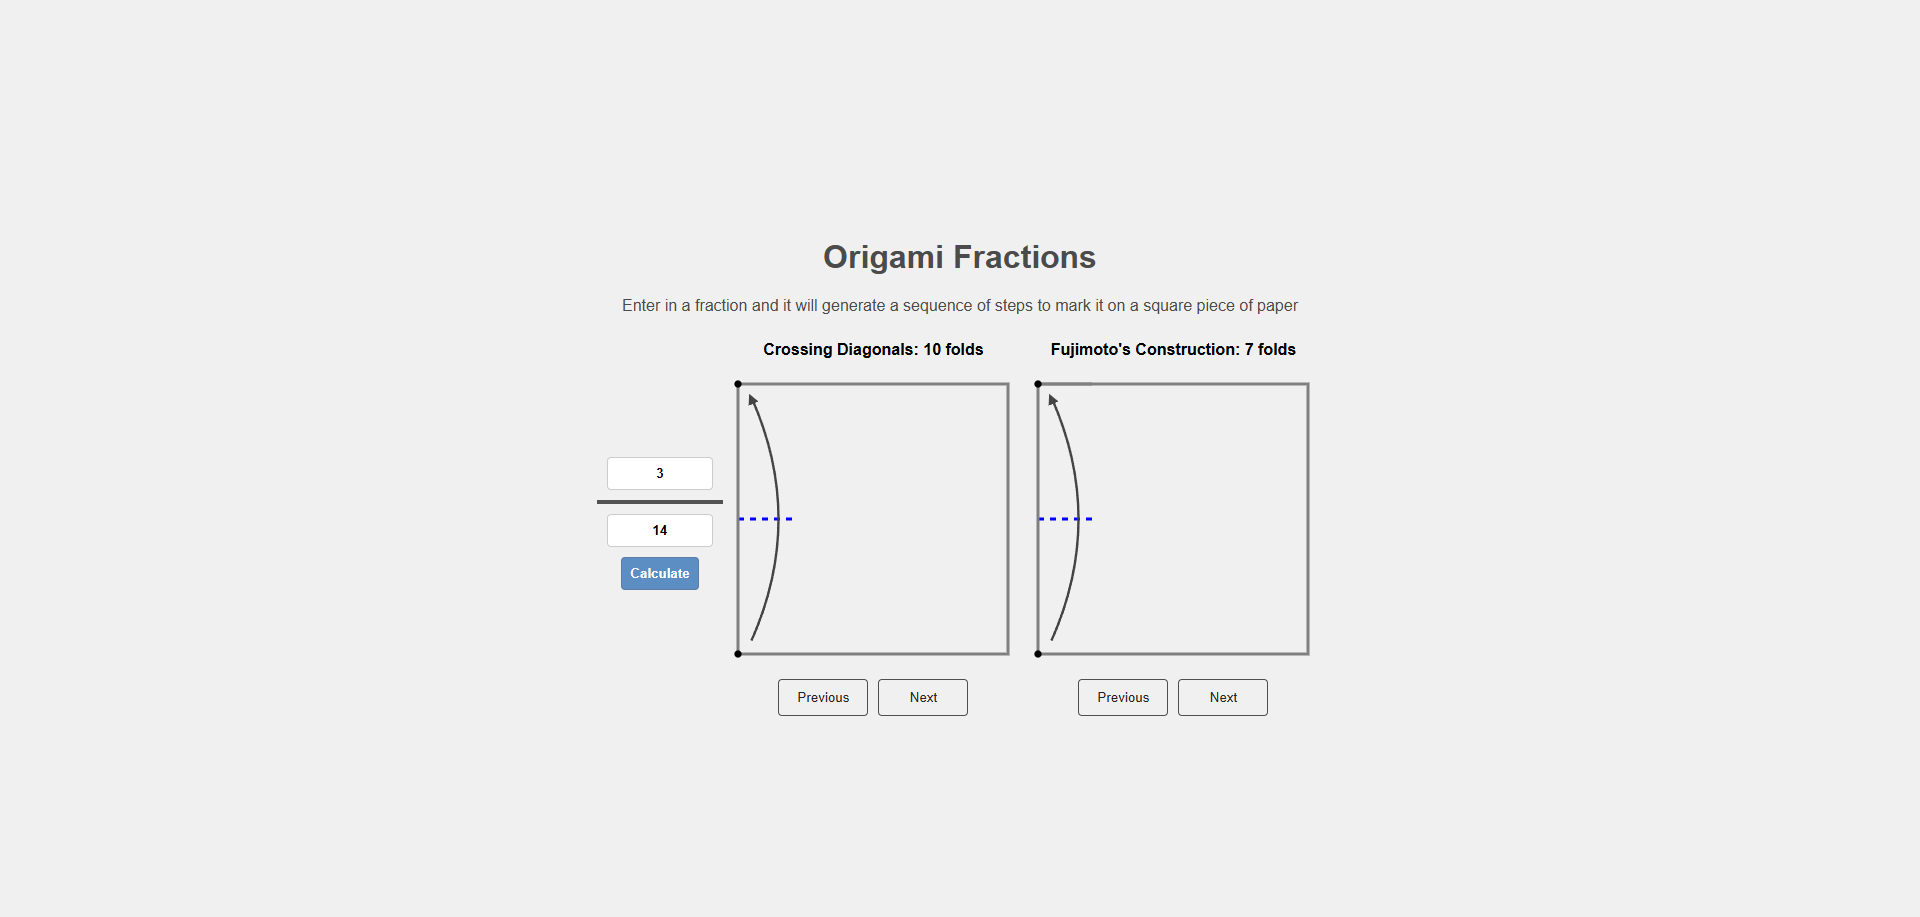 Origami Fractions
Enter in a fraction and it will generate a sequence of steps to mark it on a square piece of paper
Crossing Diagonals: 10 folds
Fujimoto's Construction: 7 folds
3
14
Calculate
Previous
Next
Previous
Next